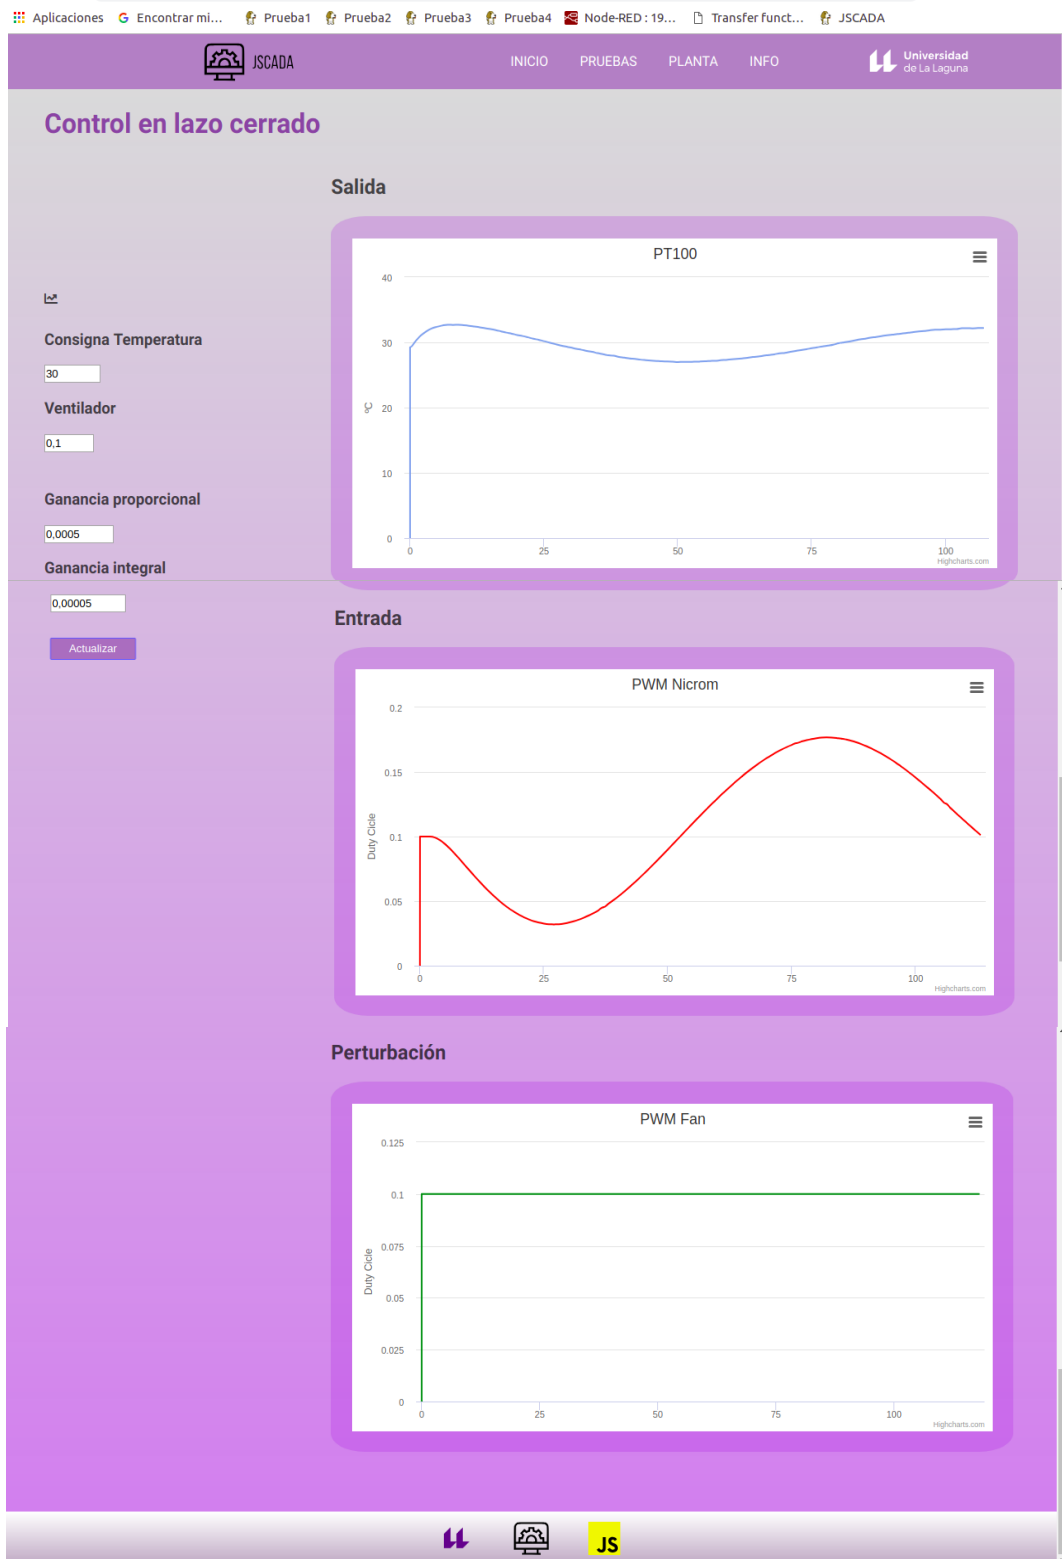 Aplicaciones Encontrar mi... Prueba1 Prueba2 Prueba3 Prueba4 Node-RED : 19... Transfer funct... JSCADA
JSCADA INICIO PRUEBAS PLANTA INFO Universidad
de La Laguna
Control en lazo cerrado
Salida
PT100
40
30
20
10
0
ºC
0 25 50 75 100
Highcharts.com
Consigna Temperatura
30
Ventilador
0,1
Ganancia proporcional
0,0005
Ganancia integral
0,00005
Actualizar
Entrada
PWM Nicrom
0.2
0.15
0.1
0.05
0
Duty Cicle
0 25 50 75 100
Highcharts.com
Perturbación
PWM Fan
0.125
0.1
0.075
0.05
0.025
0
Duty Cicle
0 25 50 75 100
Highcharts.com
JS